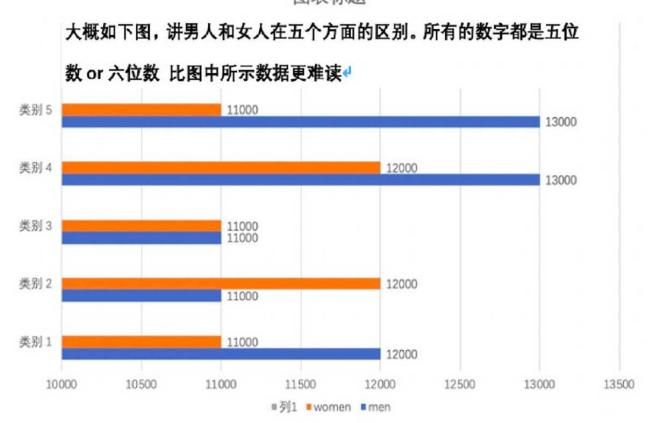 图表标题
大概如下图，讲男人和女人在五个方面的区别。所有的数字都是五位
数 or 六位数 比图中所示数据更难读
类别 5
11000
13000
类别 4
12000
13000
类别 3
11000
11000
类别 2
12000
11000
类别 1
11000
12000
10000 10500 11000 11500 12000 12500 13000 13500
列1 women men